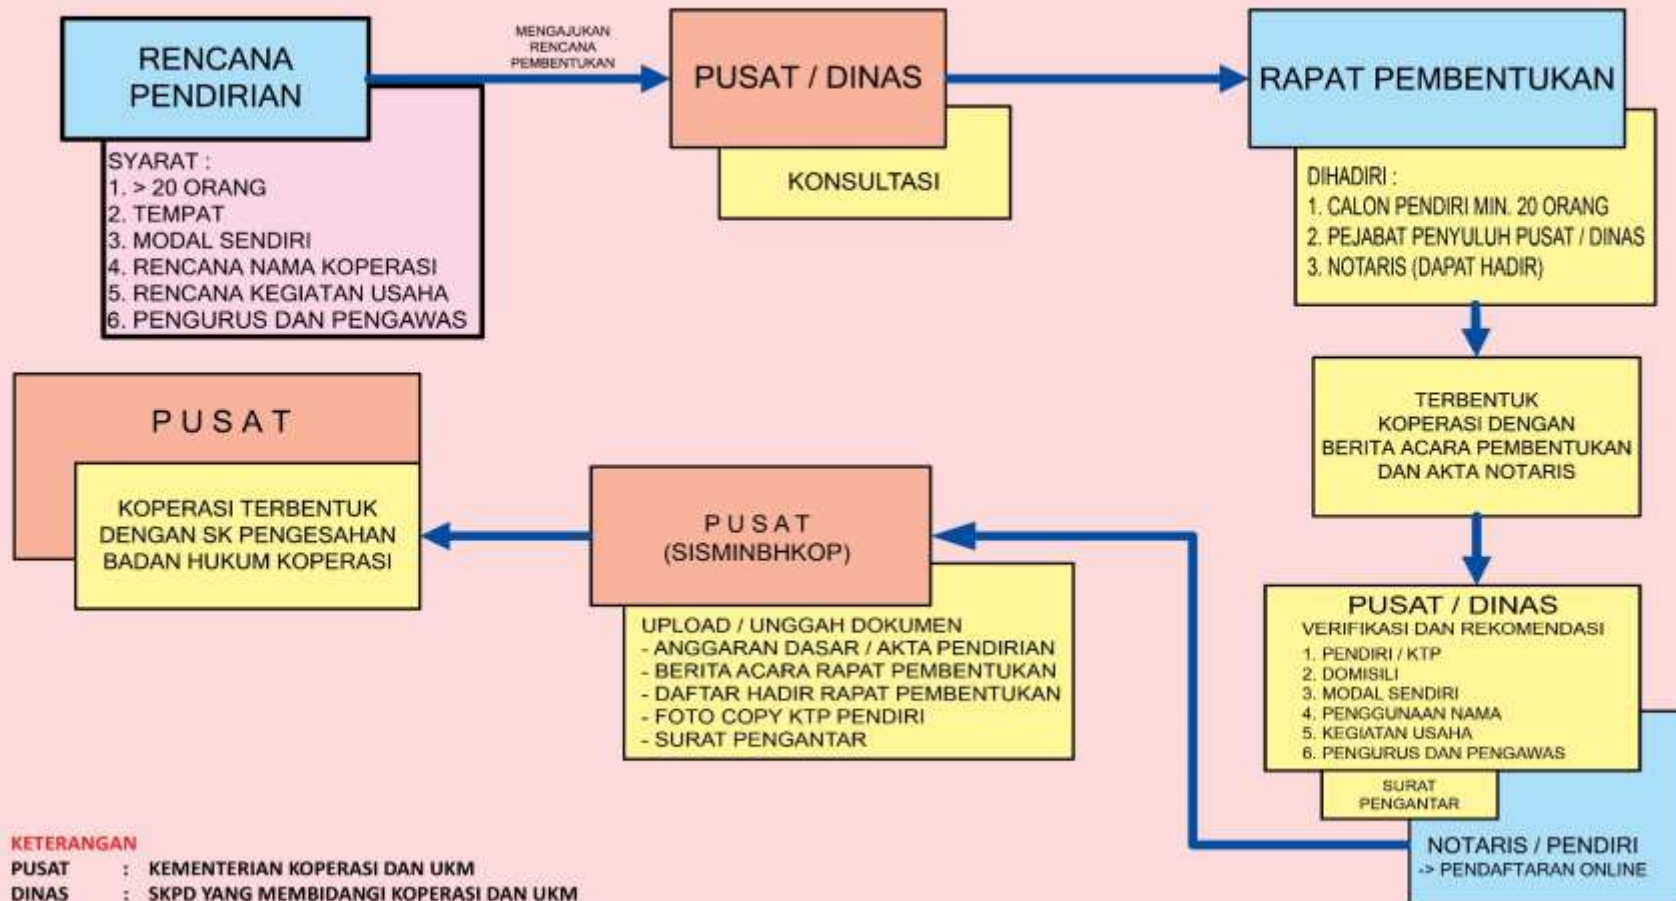 RENCANA
PENDIRIAN
SYARAT :
1. > 20 ORANG
2. TEMPAT
3. MODAL SENDIRI
4. RENCANA NAMA KOPERASI
5. RENCANA KEGIATAN USAHA
6. PENGURUS DAN PENGAWAS
MENGAJUKAN
RENCANA
PEMBENTUKAN
PUSAT / DINAS
KONSULTASI
RAPAT PEMBENTUKAN
DIHADIRI :
1. CALON PENDIRI MIN. 20 ORANG
2. PEJABAT PENYULUH PUSAT / DINAS
3. NOTARIS (DAPAT HADIR)
TERBENTUK
KOPERASI DENGAN
BERITA ACARA PEMBENTUKAN
DAN AKTA NOTARIS
PUSAT / DINAS
VERIFIKASI DAN REKOMENDASI
1. PENDIRI / KTP
2. DOMISILI
3. MODAL SENDIRI
4. PENGGUNAAN NAMA
5. KEGIATAN USAHA
6. PENGURUS DAN PENGAWAS
SURAT
PENGANTAR
NOTARIS / PENDIRI
-> PENDAFTARAN ONLINE
P U S A T
(SISMINBHKOP)
UPLOAD / UNGGAH DOKUMEN
- ANGGARAN DASAR / AKTA PENDIRIAN
- BERITA ACARA RAPAT PEMBENTUKAN
- DAFTAR HADIR RAPAT PEMBENTUKAN
- FOTO COPY KTP PENDIRI
- SURAT PENGANTAR
P U S A T
KOPERASI TERBENTUK
DENGAN SK PENGESAHAN
BADAN HUKUM KOPERASI
KETERANGAN
PUSAT : KEMENTERIAN KOPERASI DAN UKM
DINAS : SKPD YANG MEMBIDANGI KOPERASI DAN UKM